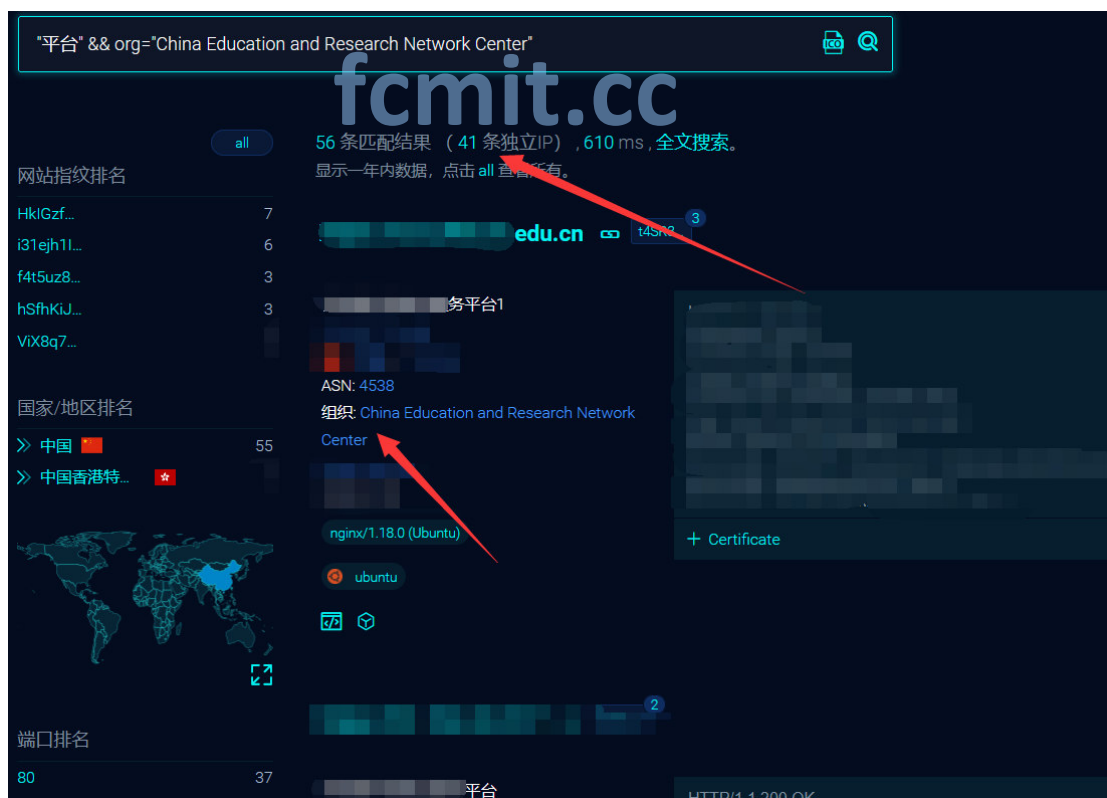 "平台" && org="China Education and Research Network Center"
ICO
fcmit.cc
all
56 条匹配结果 （ 41 条独立IP）, 610 ms , 全文搜索。
显示一年内数据，点击 all 查看所有。
网站指纹排名
HkIGzf... 7
i31ejh1I... 6
f4t5uz8... 3
hSfhKiJ... 3
ViX8q7...
国家/地区排名
中国 55
中国香港特...
端口排名
80 37
edu.cn
t4SR3...
3
务平台1
ASN: 4538
组织: China Education and Research Network
Center
nginx/1.18.0 (Ubuntu)
ubuntu
+ Certificate
2
平台
HTTP/1.1 200 OK